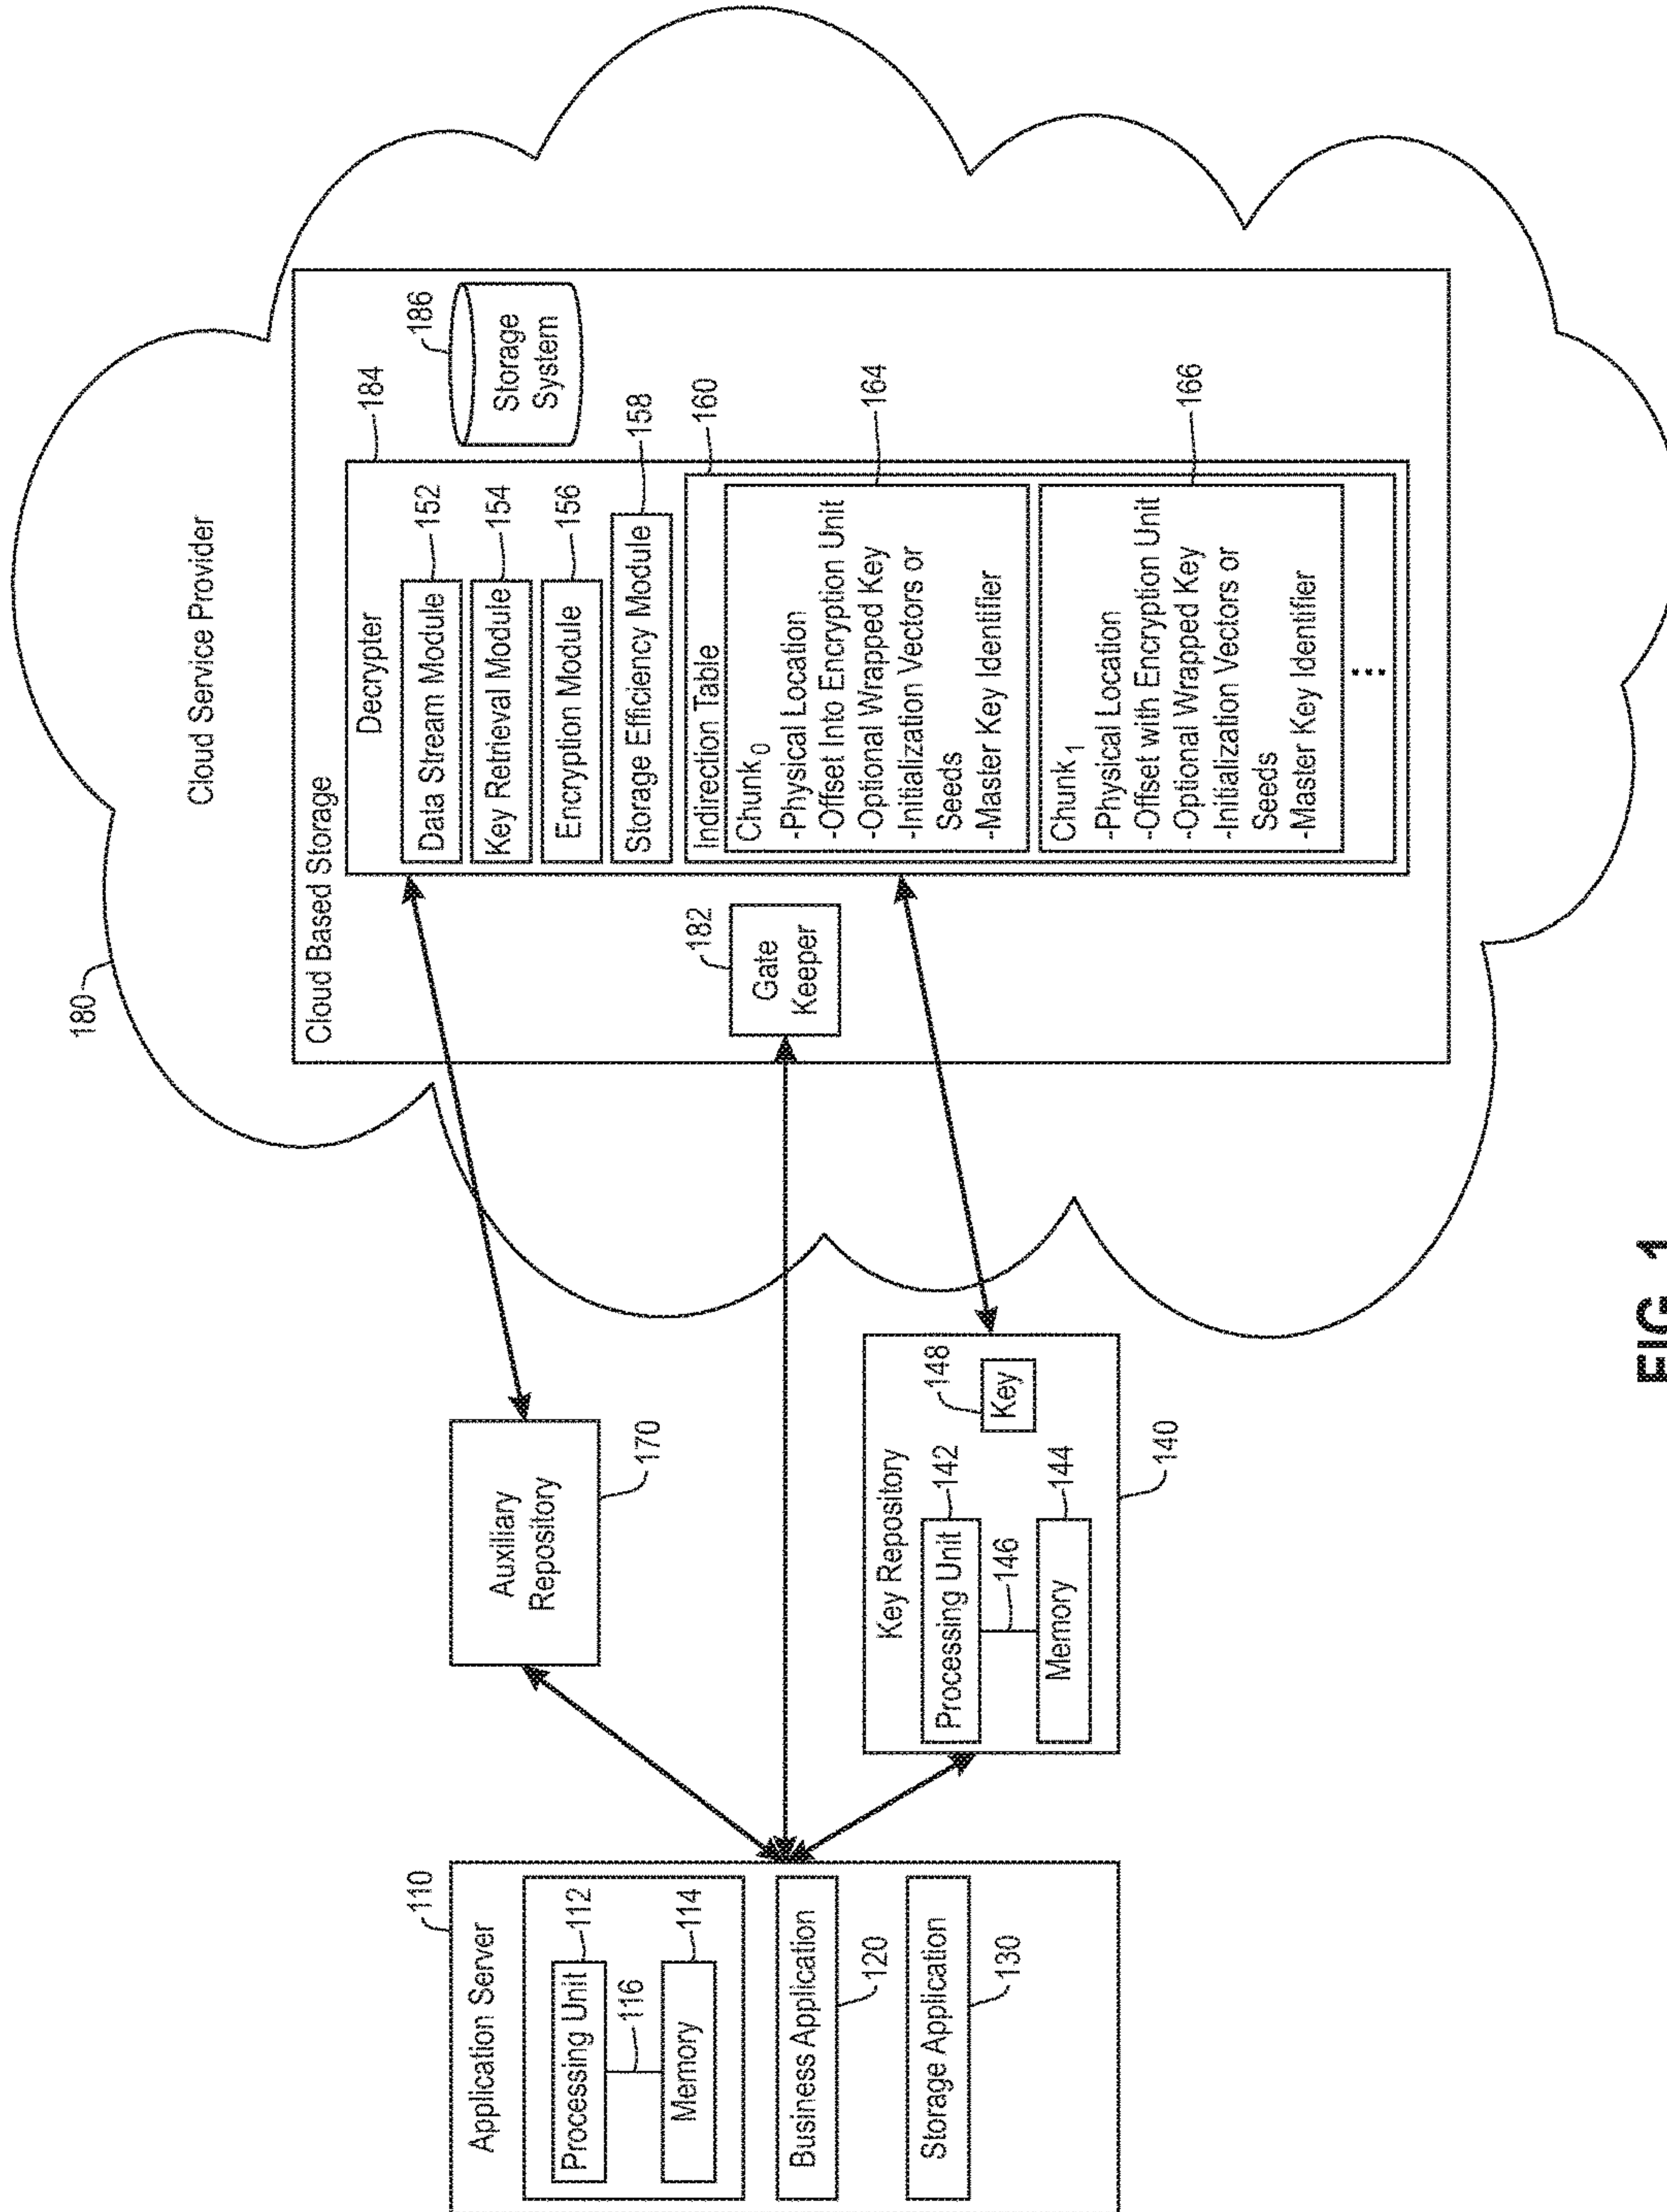 Cloud Service Provider
180
Cloud Based Storage
Decrypter
184
Data Stream Module
152
Key Retrieval Module
154
Encryption Module
156
Storage Efficiency Module
158
Indirection Table
160
Chunk0
-Physical Location
-Offset Into Encryption Unit
-Optional Wrapped Key
-Initialization Vectors or
Seeds
-Master Key Identifier
164
Chunk1
-Physical Location
-Offset with Encryption Unit
-Optional Wrapped Key
-Initialization Vectors or
Seeds
-Master Key Identifier
166
...
186
Storage
System
182
Gate
Keeper
Auxiliary
Repository
170
Key Repository
148
Key
Processing Unit
142
146
Memory
144
140
110
Application Server
Processing Unit
112
116
Memory
114
Business Application
120
Storage Application
130
FIG. 1